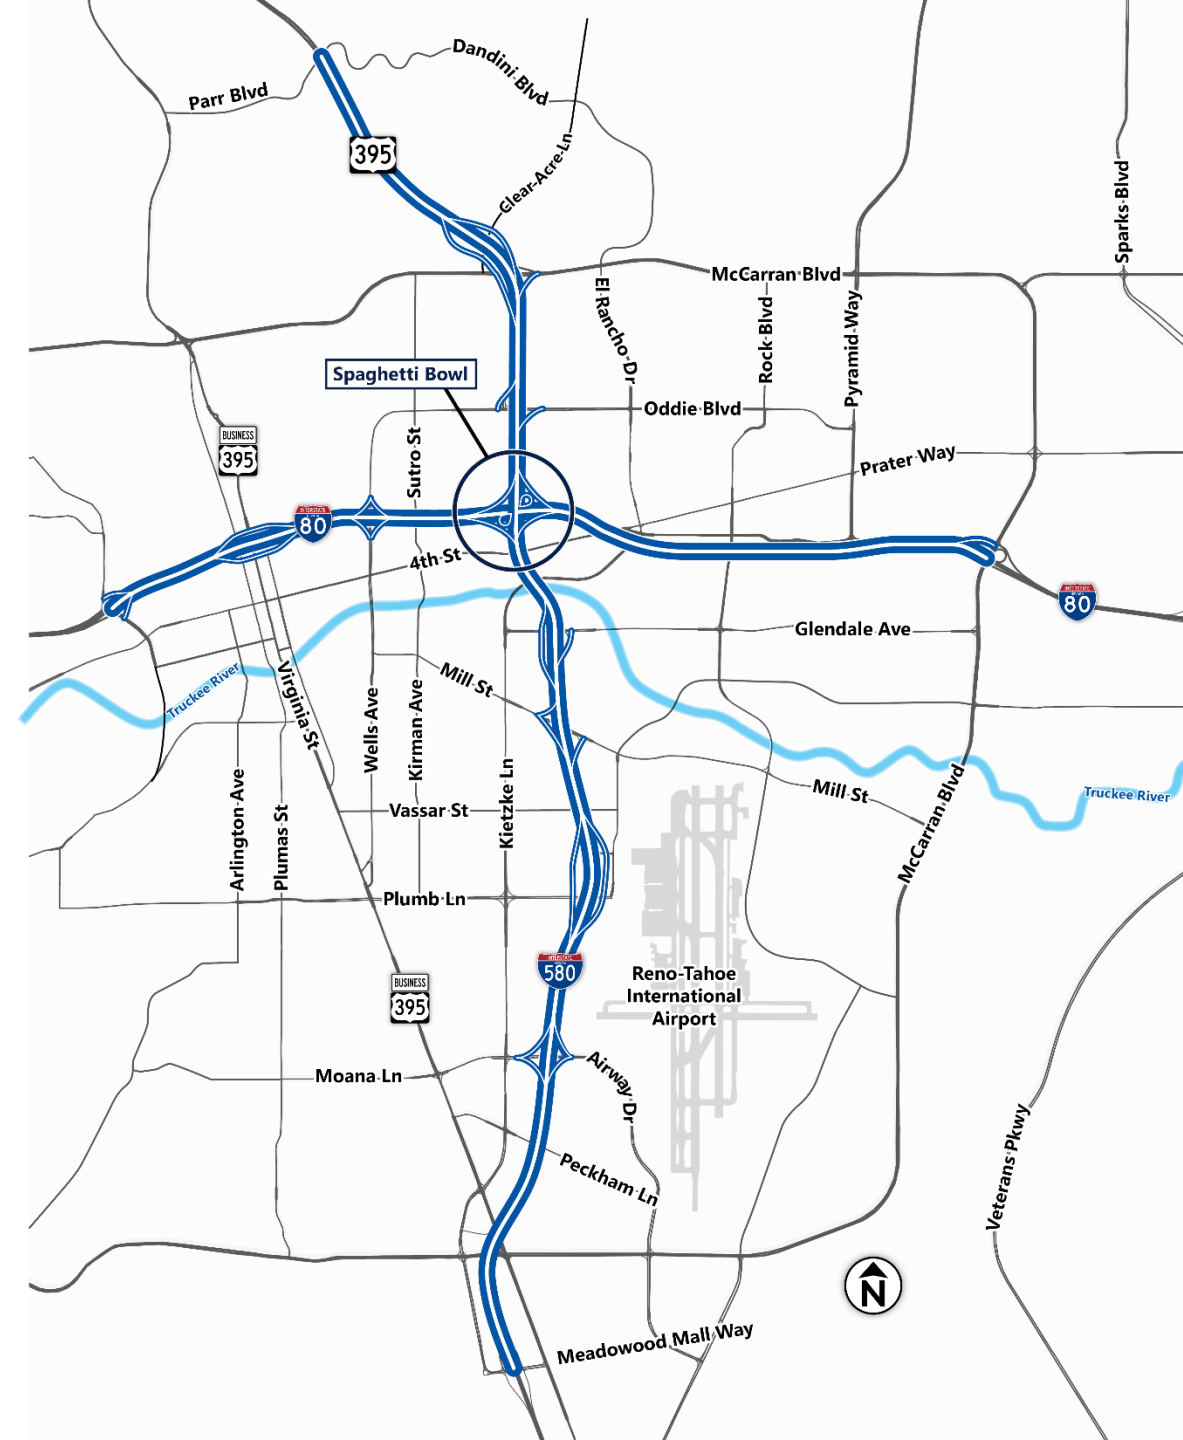 Dandini Blvd
Parr Blvd
395
Clear Acre Ln
Sparks Blvd
McCarran Blvd
El Rancho Dr
Rock Blvd
Pyramid Way
Spaghetti Bowl
Oddie Blvd
BUSINESS
395
Sutro St
Prater Way
INTERSTATE
80
4th St
INTERSTATE
80
Glendale Ave
Truckee River
Virginia St
Mill St
Wells Ave
Kirman Ave
Kietzke Ln
Mill St
Truckee River
Arlington Ave
Plumas St
Vassar St
McCarran Blvd
Plumb Ln
INTERSTATE
580
BUSINESS
395
Reno-Tahoe
International
Airport
Moana Ln
Airway Dr
Peckham Ln
Veterans Pkwy
N
Meadowood Mall Way